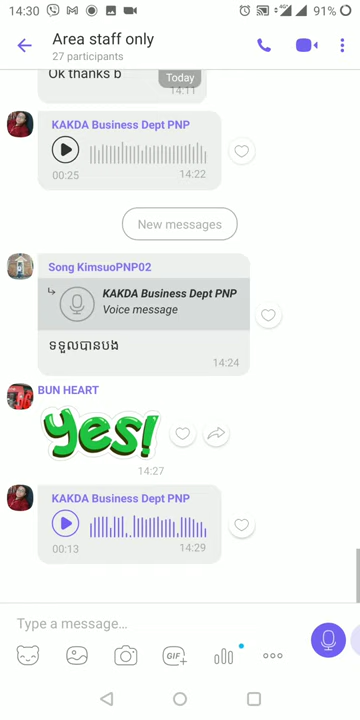 14:30
4G
91%
Area staff only
27 participants
Ok thanks b
Today
14:11
KAKDA Business Dept PNP
00:25
14:22
New messages
Song KimsuoPNP02
KAKDA Business Dept PNP
Voice message
ទទួលបានបង
14:24
BUN HEART
yes!
14:27
KAKDA Business Dept PNP
00:13
14:29
Type a message...
GIF+